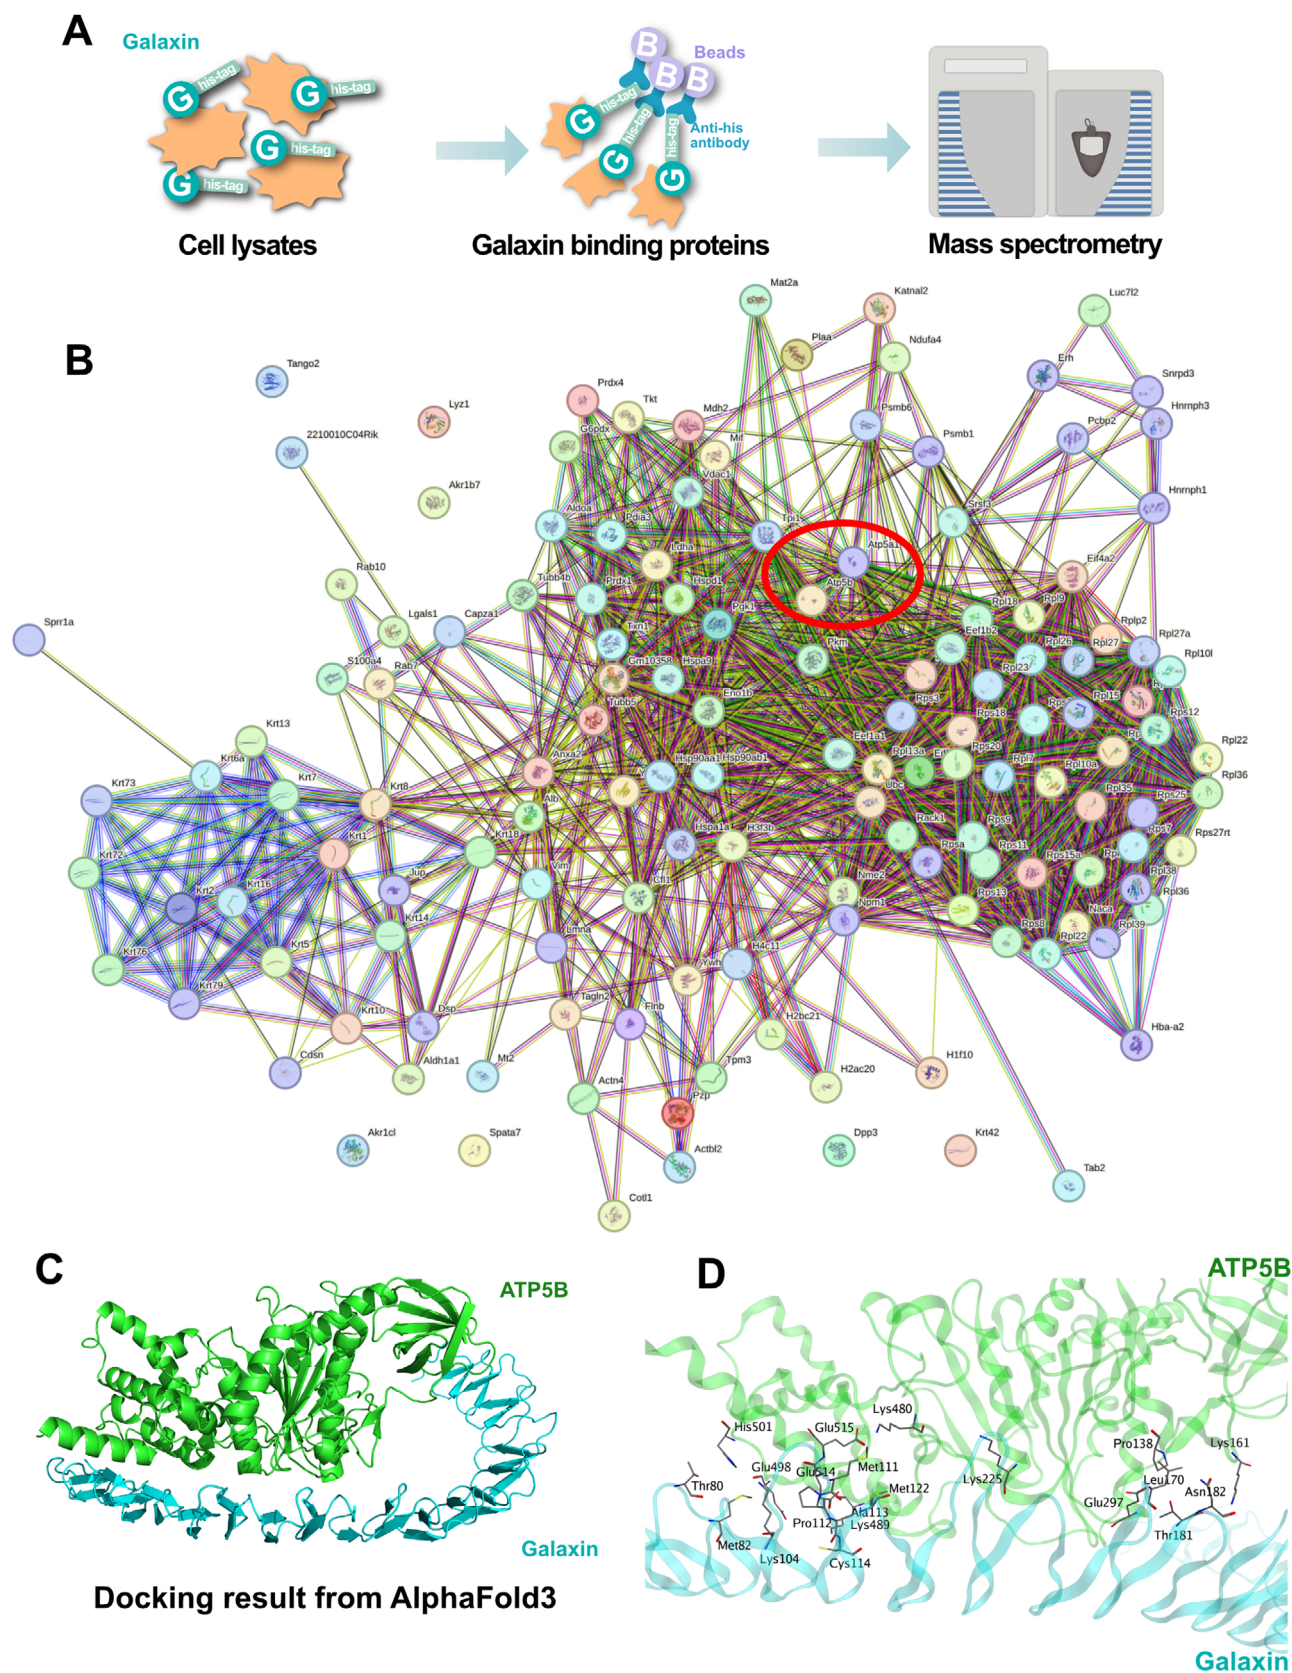 A
Galaxin
his-tag
G
his-tag
G
G
his-tag
G
his-tag
Cell lysates
B
B
B
Beads
his-tag
G
his-tag
G
his-tag
G
Anti-his
antibody
Galaxin binding proteins
Mass spectrometry
B
Mat2a
Katnal2
Luc7l2
Plaa
Ndufa4
Erh
Snrpd3
Tango2
Prdx4
Tkt
Lyz1
Mdh2
Psmb6
Hnrnph3
Pcbp2
G6pdx
2210010C04Rik
Mif
Psmb1
Vdac1
Akr1b7
Hnrnph1
Aldoa
Pdia3
Tpi1
Srsf3
Atp5a1
Ldha
Eif4a2
Rab10
Tubb4b
Prdx1
Hspd1
Atp5b
Rpl18
Rpl9
Pgk1
Sprr1a
Lgals1
Capza1
Txn1
Rplp2
Eef1b2
Rpl26
Rpl27
Rpl27a
Pkm
Rpl10l
S100a4
Rab7
Gm10358
Hspa9
Rpl23
Rps3
Rpl15
Tubb5
Eno1b
Rps18
Rps12
Krt13
Eef1a1
Rpl22
Krt6a
Anxa2
Rpl13a
Rps20
Krt7
Hsp90aa1
Hsp90ab1
Rpl7
Rpl10a
Rpl36
Krt73
Krt8
Ubc
Rpl35
Rps25
Alb
Krt1
Krt18
Hspa1a
H3f3b
Rack1
Rps9
Rps7
Rps27rt
Krt72
Jup
Vim
Rpsa
Rps11
Rps15a
Rpl38
Krt2
Krt16
Cfl1
Nme2
Rpl36
Krt14
Npm1
Rps13
Naca
Rps8
Rpl39
Krt76
Krt5
Lmna
H4c11
Rpl22
Krt79
Krt10
Dsp
Tagln2
Flnb
H2bc21
Hba-a2
Cdsn
Aldh1a1
Mt2
Tpm3
H2ac20
H1f10
Actn4
Pzp
Akr1cl
Spata7
Actbl2
Dpp3
Krt42
Tab2
Cotl1
C
ATP5B
Galaxin
Docking result from AlphaFold3
D
ATP5B
Lys480
His501
Glu515
Pro138
Lys161
Glu498
Glu514
Met111
Thr80
Met122
Lys225
Leu170
Asn182
Glu297
Ala113
Pro112
Lys489
Thr181
Met82
Lys104
Cys114
Galaxin